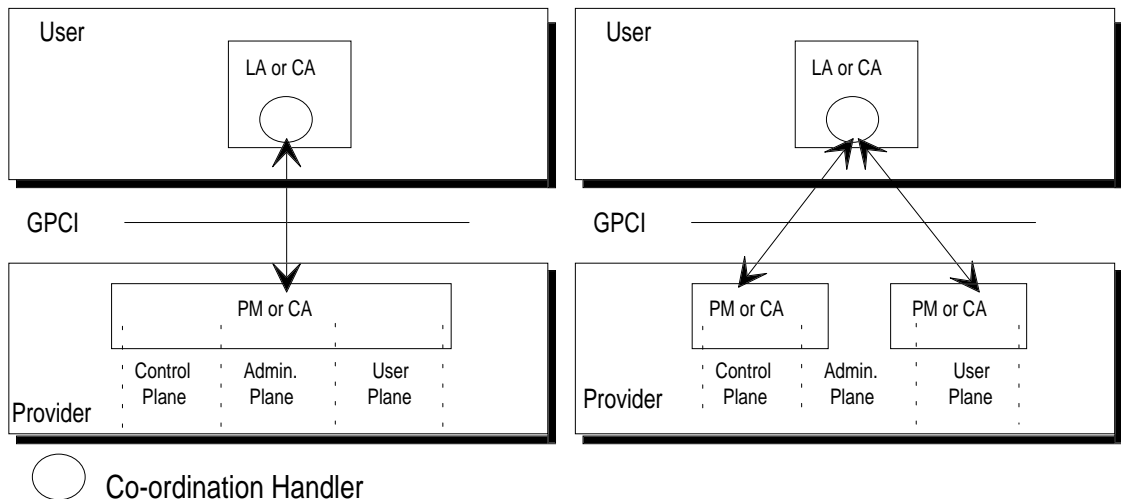 User
LA or CA
GPCI
PM or CA
Control
Plane
Admin.
Plane
User
Plane
Provider
User
LA or CA
GPCI
PM or CA
PM or CA
Control
Plane
Admin.
Plane
User
Plane
Provider
Co-ordination Handler